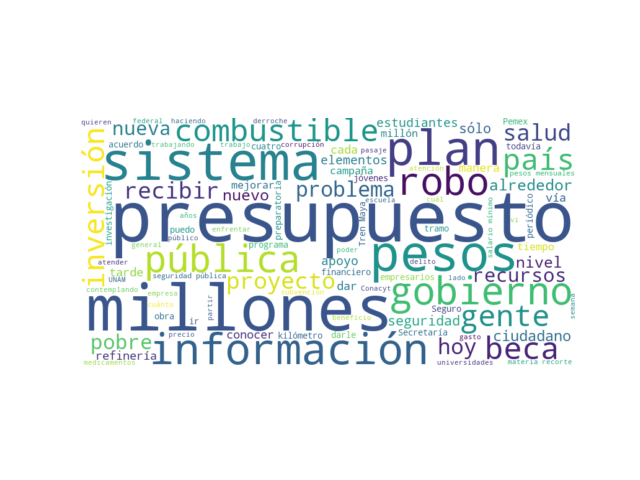 quieren
federal
haciendo
derroche
estudiantes
Pemex
nueva
combustible
millón
sólo
salud
acuerdo
trabajando
trabajo
cuatro
corrupción
cada
pasaje
plan
todavía
inversión
sistema
elementos
campaña
atención
manera
país
pesos mensuales
investigación
recibir
mejorar
nuevo
preparatoria
problema
jóvenes
robo
cuál
alrededor
vía
años
escuela
salario mínimo
periódico
presupuesto
puedo
público
enfrentar
Tren Maya
tramo
general
programa
poder
tiempo
pública
apoyo
pesos
atender
UNAM
tarde
seguridad pública
financiero
empresarios
delito
lado
recursos
nivel
contemplando
empresa
proyecto
dar
Conacyt
gobierno
millones
cuánto
partir
subvención
Seguro
obra
ir
beneficio
seguridad
gente
semana
pobre
precio
conocer
kilómetro
darle
Secretaría
gasto
ciudadano
refinería
información
hoy
beca
medicamentos
universidades
materia recorte